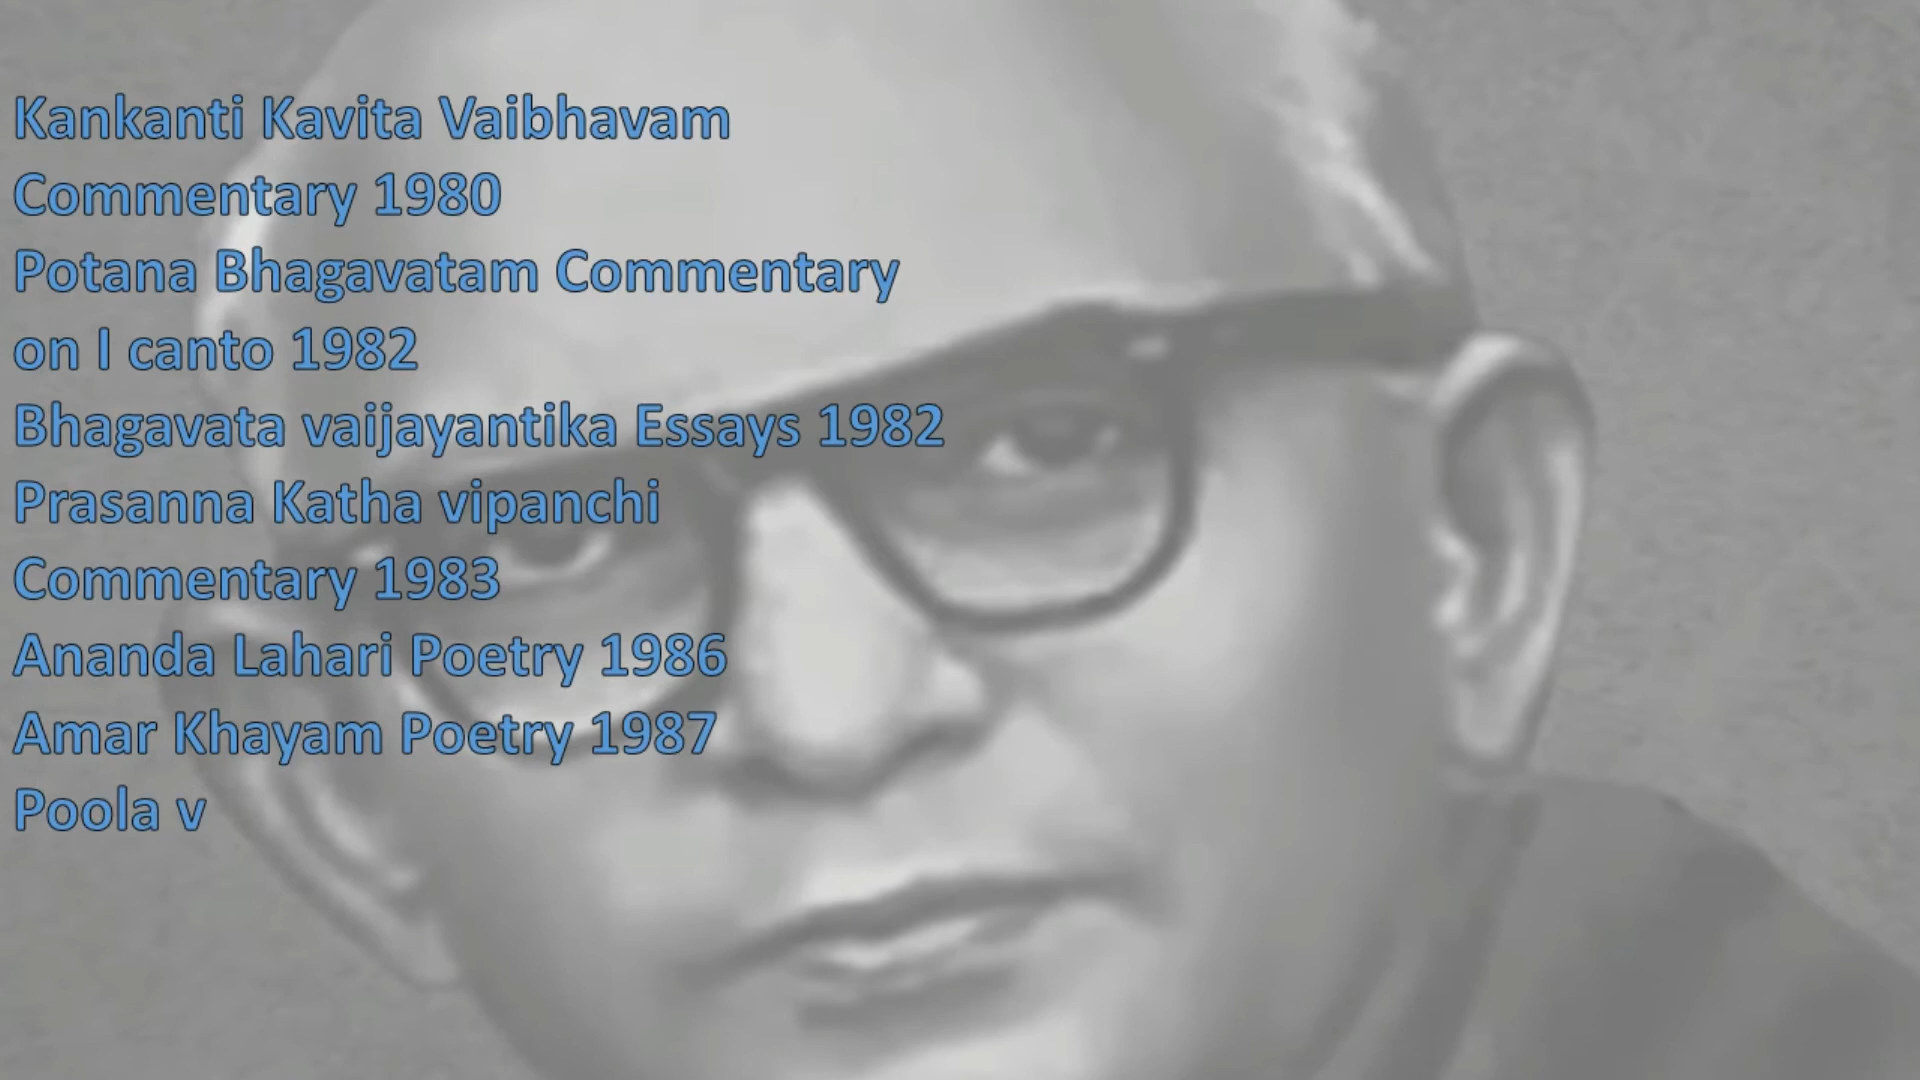 Kankanti Kavita Vaibhavam
Commentary 1980
Potana Bhagavatam Commentary
on I canto 1982
Bhagavata vaijayantika Essays 1982
Prasanna Katha vipanchi
Commentary 1983
Ananda Lahari Poetry 1986
Amar Khayam Poetry 1987
Poola v